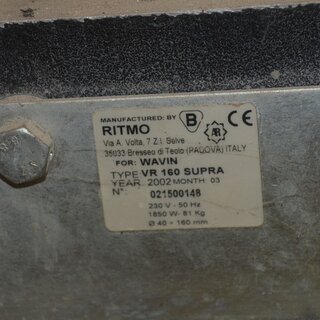 MANUFACTURED: BY
RITMO
Via A. Volta, 7 Z.I. Selve
35033 Bresseo di Teolo (PADOVA) ITALY
FOR: WAVIN
TYPE VR 160 SUPRA
YEAR. 2002 MONTH 03
N°: 021500148
230 V - 50 Hz
1850 W- 81 Kg
Ø 40 ÷ 160 mm
B
CE